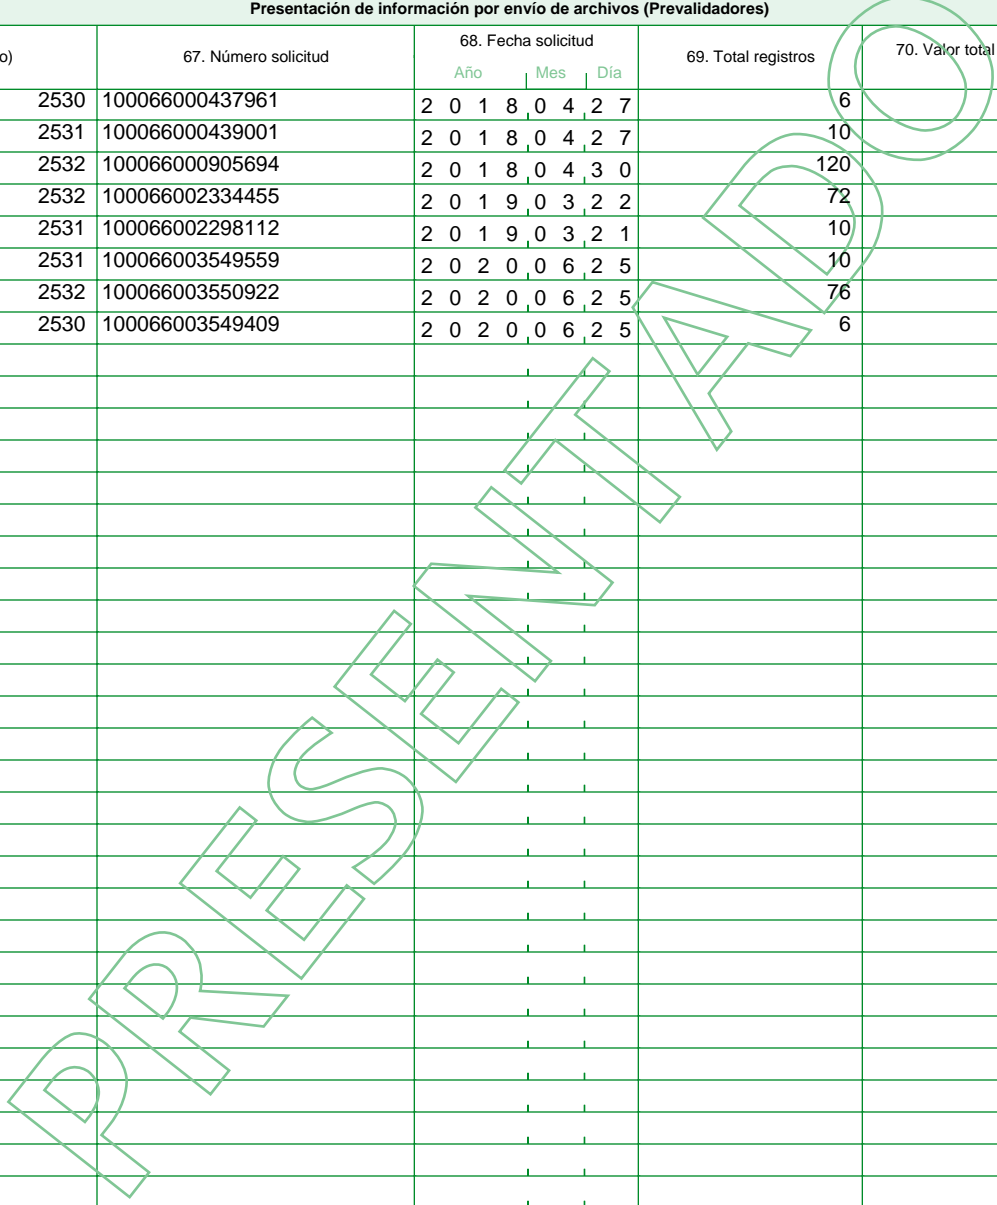 Presentación de información por envío de archivos (Prevalidadores)
o) 67. Número solicitud 68. Fecha solicitud 69. Total registros 70. Valor total
Año Mes Día
2530 100066000437961 2 0 1 8 0 4 2 7 6
2531 100066000439001 2 0 1 8 0 4 2 7 10
2532 100066000905694 2 0 1 8 0 4 3 0 120
2532 100066002334455 2 0 1 9 0 3 2 2 72
2531 100066002298112 2 0 1 9 0 3 2 1 10
2531 100066003549559 2 0 2 0 0 6 2 5 10
2532 100066003550922 2 0 2 0 0 6 2 5 76
2530 100066003549409 2 0 2 0 0 6 2 5 6
PRESENTADO